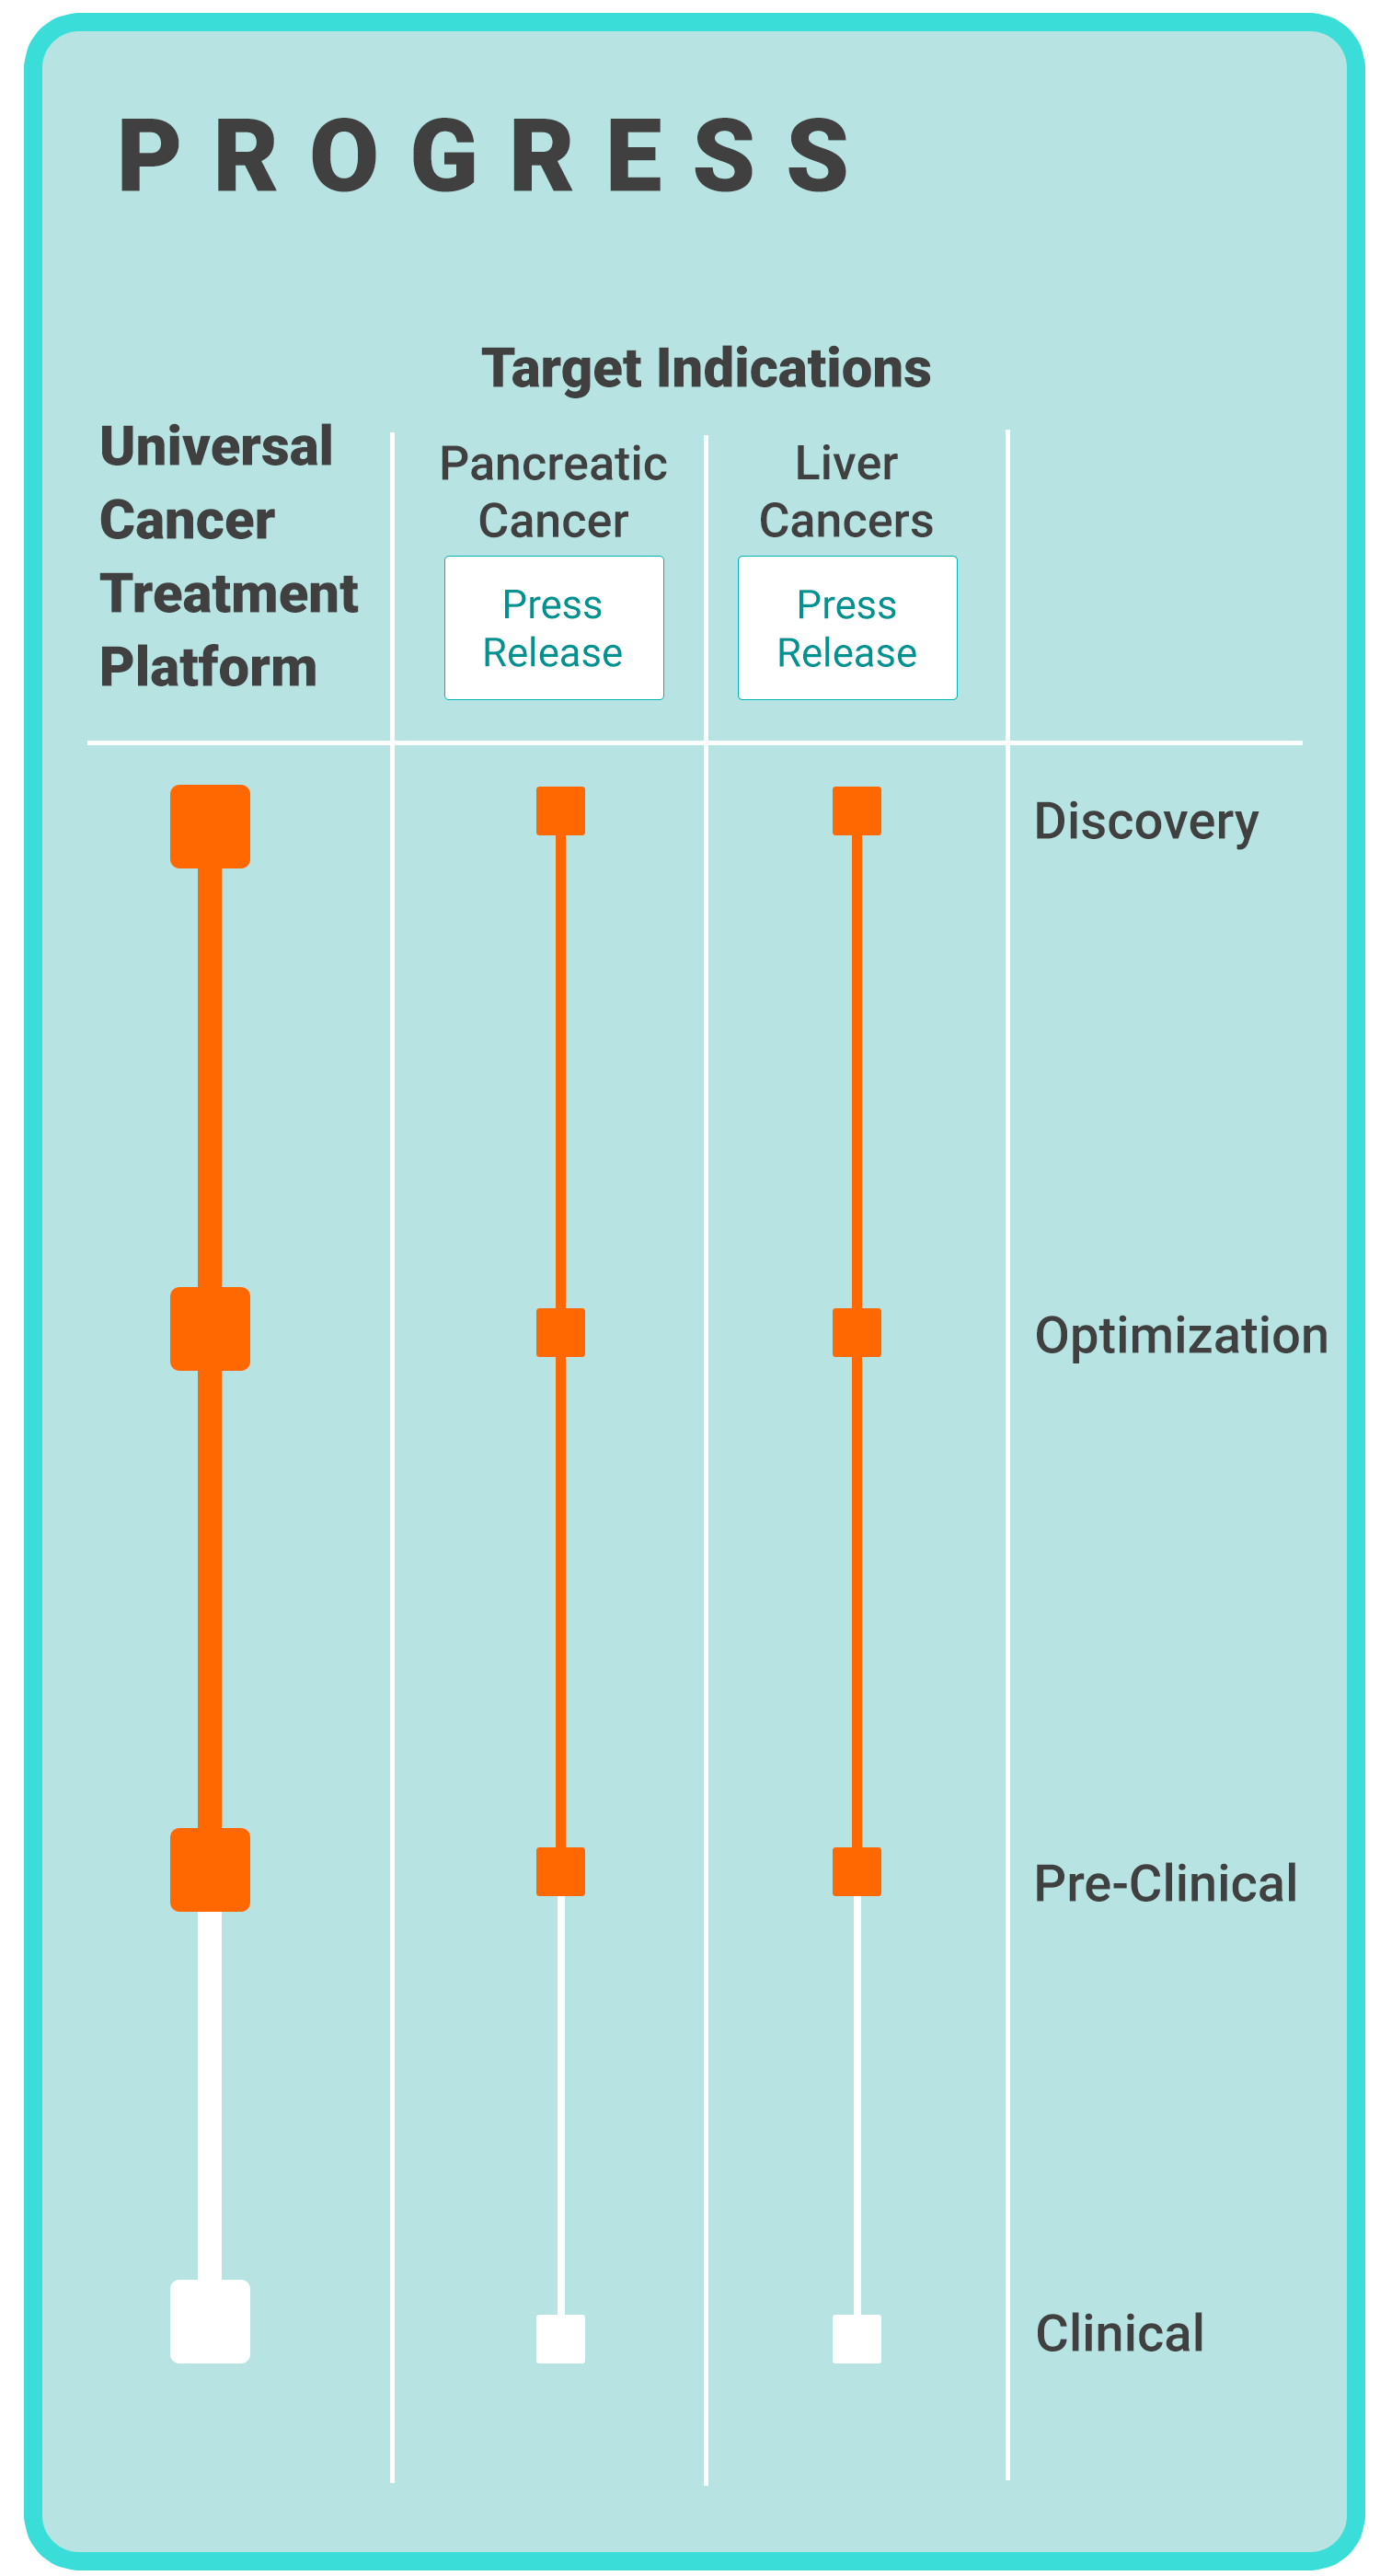 PROGRESS
Target Indications
Universal
Cancer
Treatment
Platform
Pancreatic
Cancer
Press
Release
Liver
Cancers
Press
Release
Discovery
Optimization
Pre-Clinical
Clinical